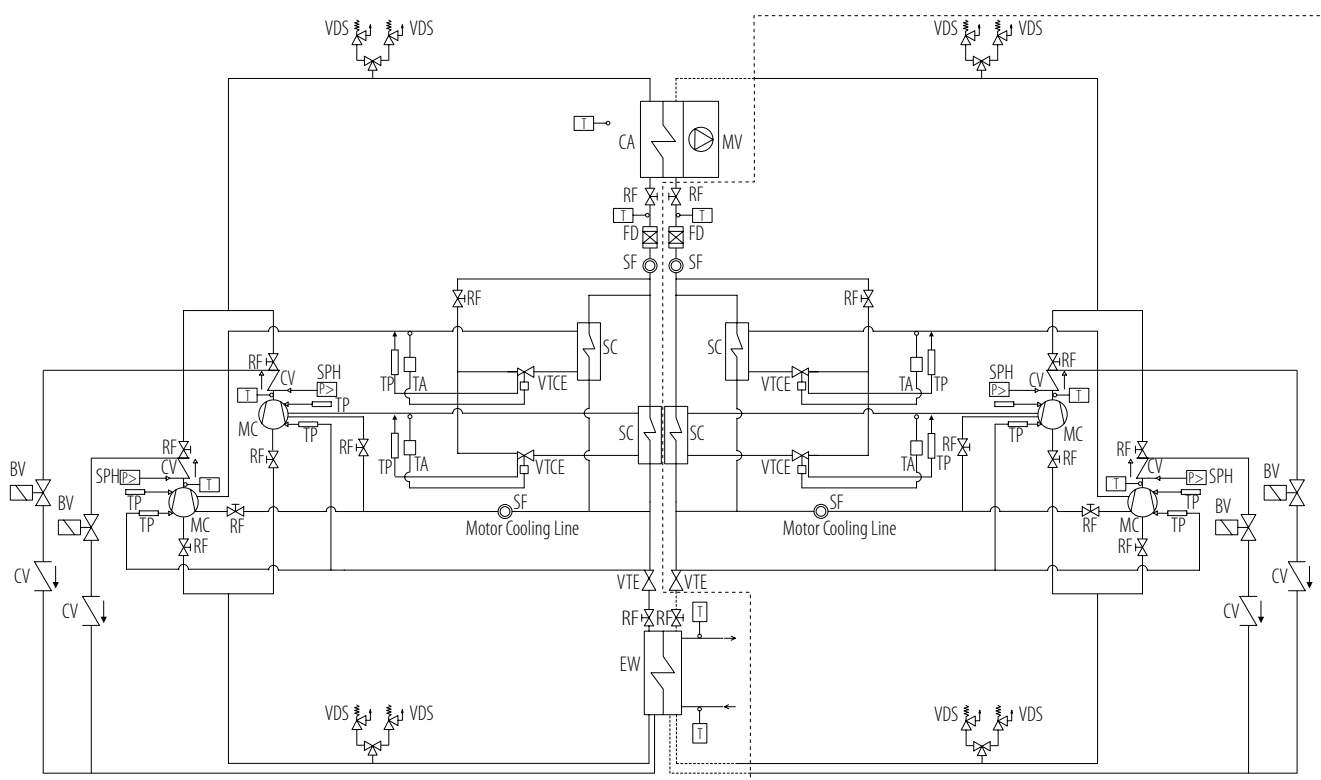 VDS VDS VDS VDS
T
CA MV
RF RF
T T
FD FD
SF SF
RF RF
SC SC
TP TA VTCE VTCE TA TP
RF SPH CV P> T TP SPH P> CV RF T
MC TP TP MC
SC SC
RF RF TP TA VTCE VTCE TA TP RF RF
RF CV SPH P> T RF CV P> SPH T
BV BV TP TP MC RF SF SF RF MC TP TP BV BV
Motor Cooling Line Motor Cooling Line
RF RF
CV CV VTE VTE CV CV
RF RF T
EW
T
VDS VDS VDS VDS